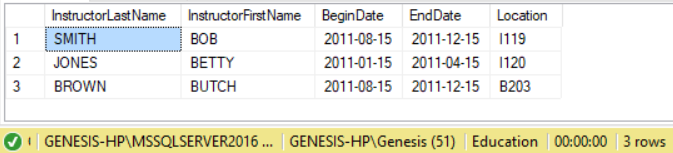 InstructorLastName InstructorFirstName BeginDate EndDate Location
1 SMITH BOB 2011-08-15 2011-12-15 I119
2 JONES BETTY 2011-01-15 2011-04-15 I120
3 BROWN BUTCH 2011-08-15 2011-12-15 B203
GENESIS-HP\MSSQLSERVER2016 ... GENESIS-HP\Genesis (51) Education 00:00:00 3 rows